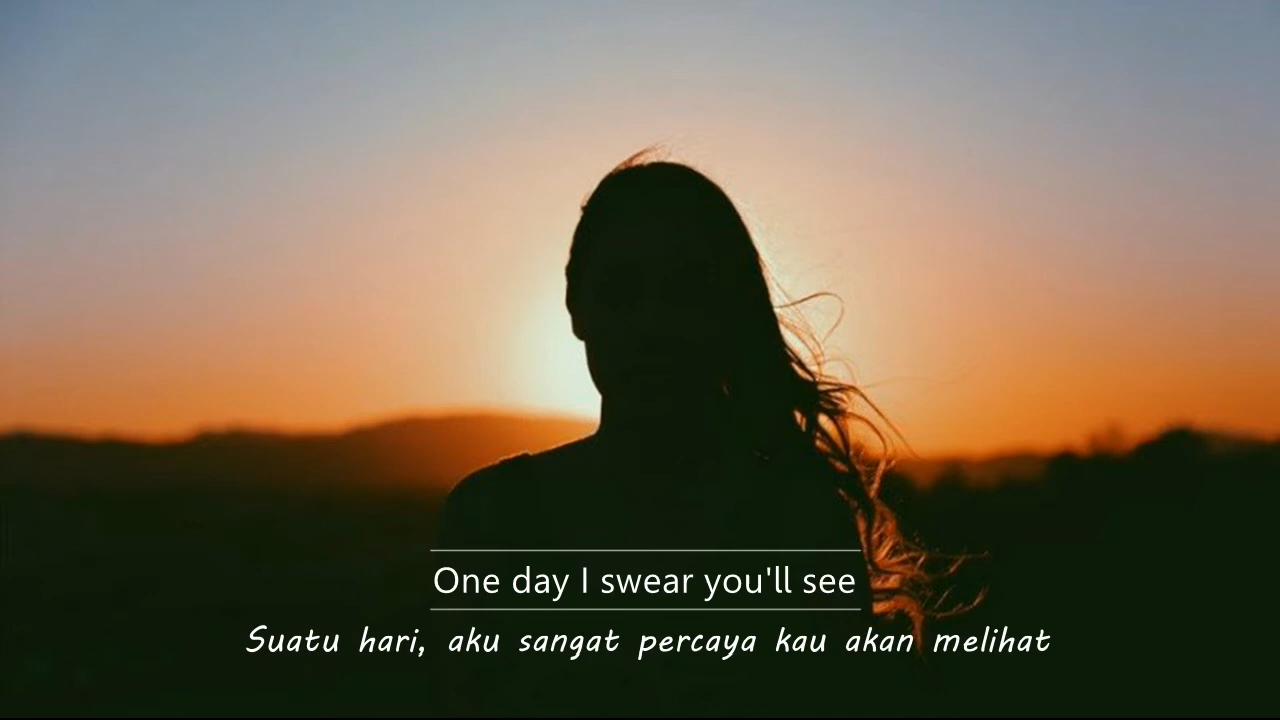 One day I swear you'll see
Suatu hari, aku sangat percaya kau akan melihat